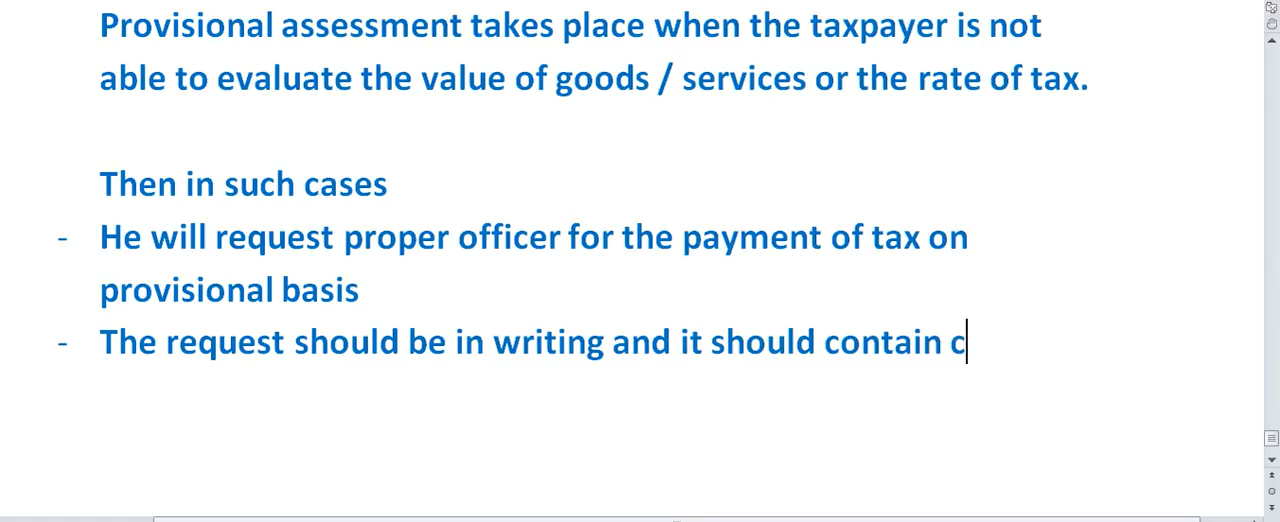 Provisional assessment takes place when the taxpayer is not
able to evaluate the value of goods / services or the rate of tax.
Then in such cases
- He will request proper officer for the payment of tax on
provisional basis
- The request should be in writing and it should contain c